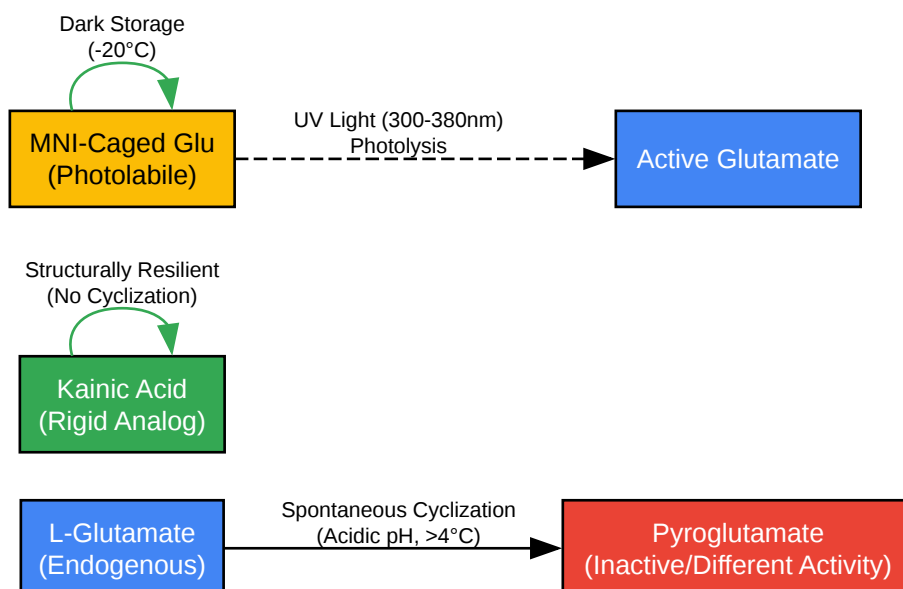 Dark Storage
(-20°C)
MNI-Caged Glu
(Photolabile)
UV Light (300-380nm)
Photolysis
Active Glutamate
Structurally Resilient
(No Cyclization)
Kainic Acid
(Rigid Analog)
L-Glutamate
(Endogenous)
Spontaneous Cyclization
(Acidic pH, >4°C)
Pyroglutamate
(Inactive/Different Activity)